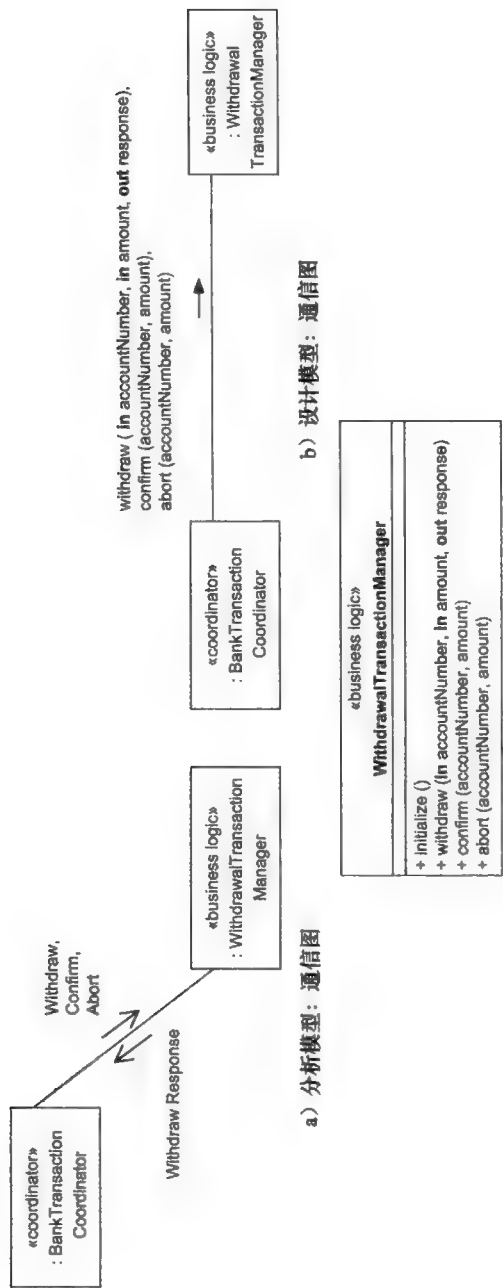 «coordinator»
: BankTransaction
Coordinator
Withdraw,
Confirm,
Abort
Withdraw Response
«business logic»
: WithdrawalTransaction
Manager
a）分析模型：通信图
«coordinator»
: BankTransaction
Coordinator
withdraw ( in accountNumber, in amount, out response),
confirm (accountNumber, amount),
abort (accountNumber, amount)
«business logic»
: Withdrawal
TransactionManager
b）设计模型：通信图
«business logic»
WithdrawalTransactionManager
+ initialize ()
+ withdraw (in accountNumber, in amount, out response)
+ confirm (accountNumber, amount)
+ abort (accountNumber, amount)